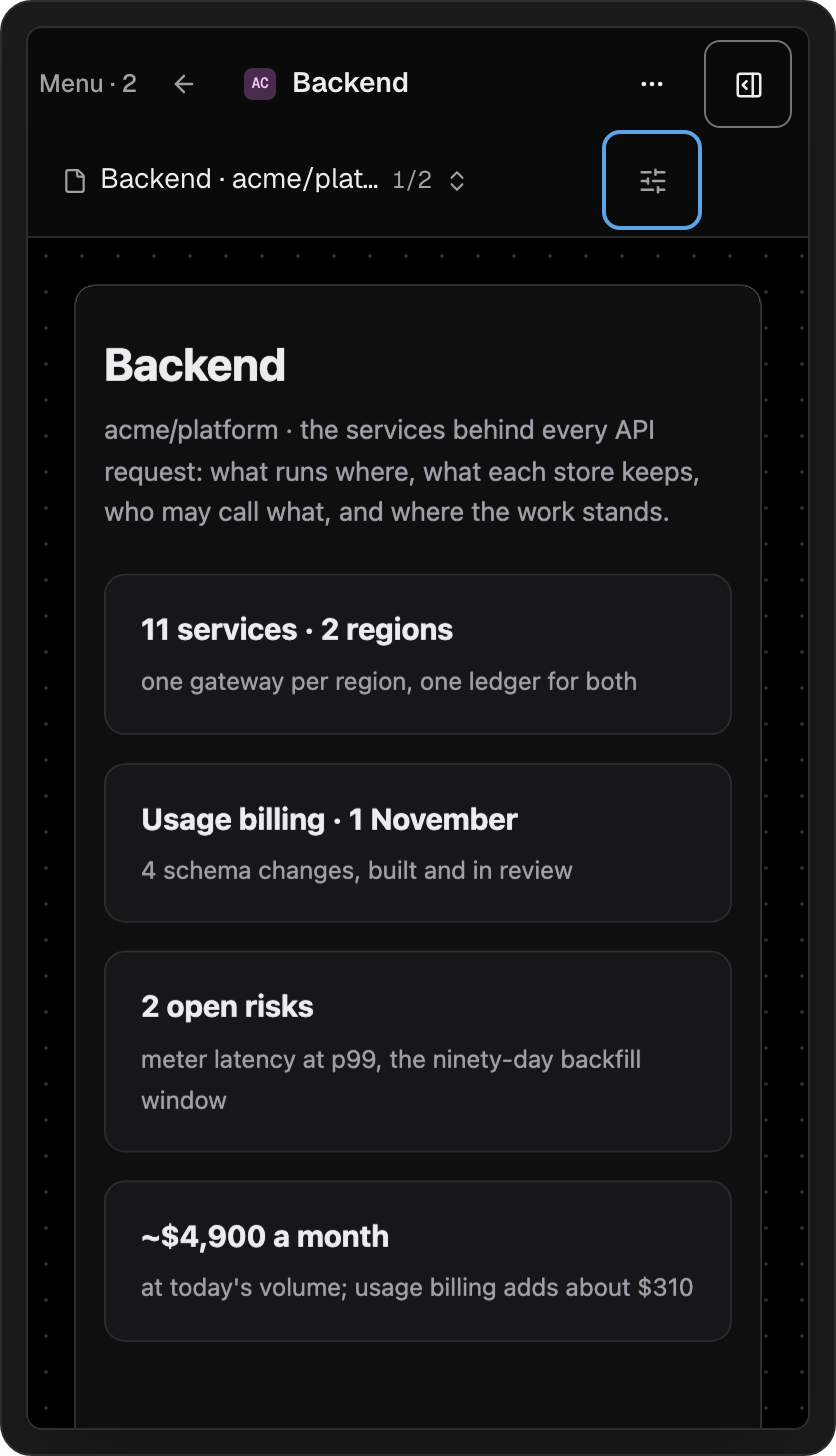 Menu · 2
AC
Backend
Backend · acme/plat…
1/2
Backend
acme/platform · the services behind every API
request: what runs where, what each store keeps,
who may call what, and where the work stands.
11 services · 2 regions
one gateway per region, one ledger for both
Usage billing · 1 November
4 schema changes, built and in review
2 open risks
meter latency at p99, the ninety-day backfill
window
~$4,900 a month
at today's volume; usage billing adds about $310